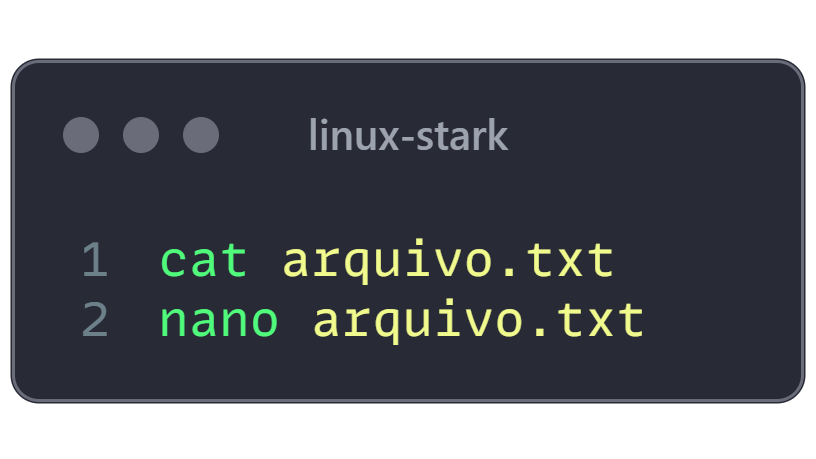 linux-stark
1 cat arquivo.txt
2 nano arquivo.txt